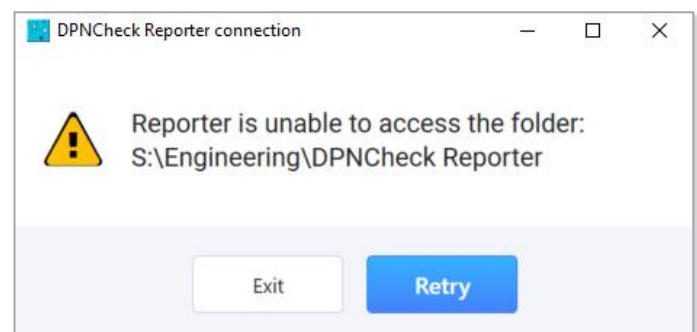 DPNCheck Reporter connection
Reporter is unable to access the folder:
S:\Engineering\DPNCheck Reporter
Exit
Retry